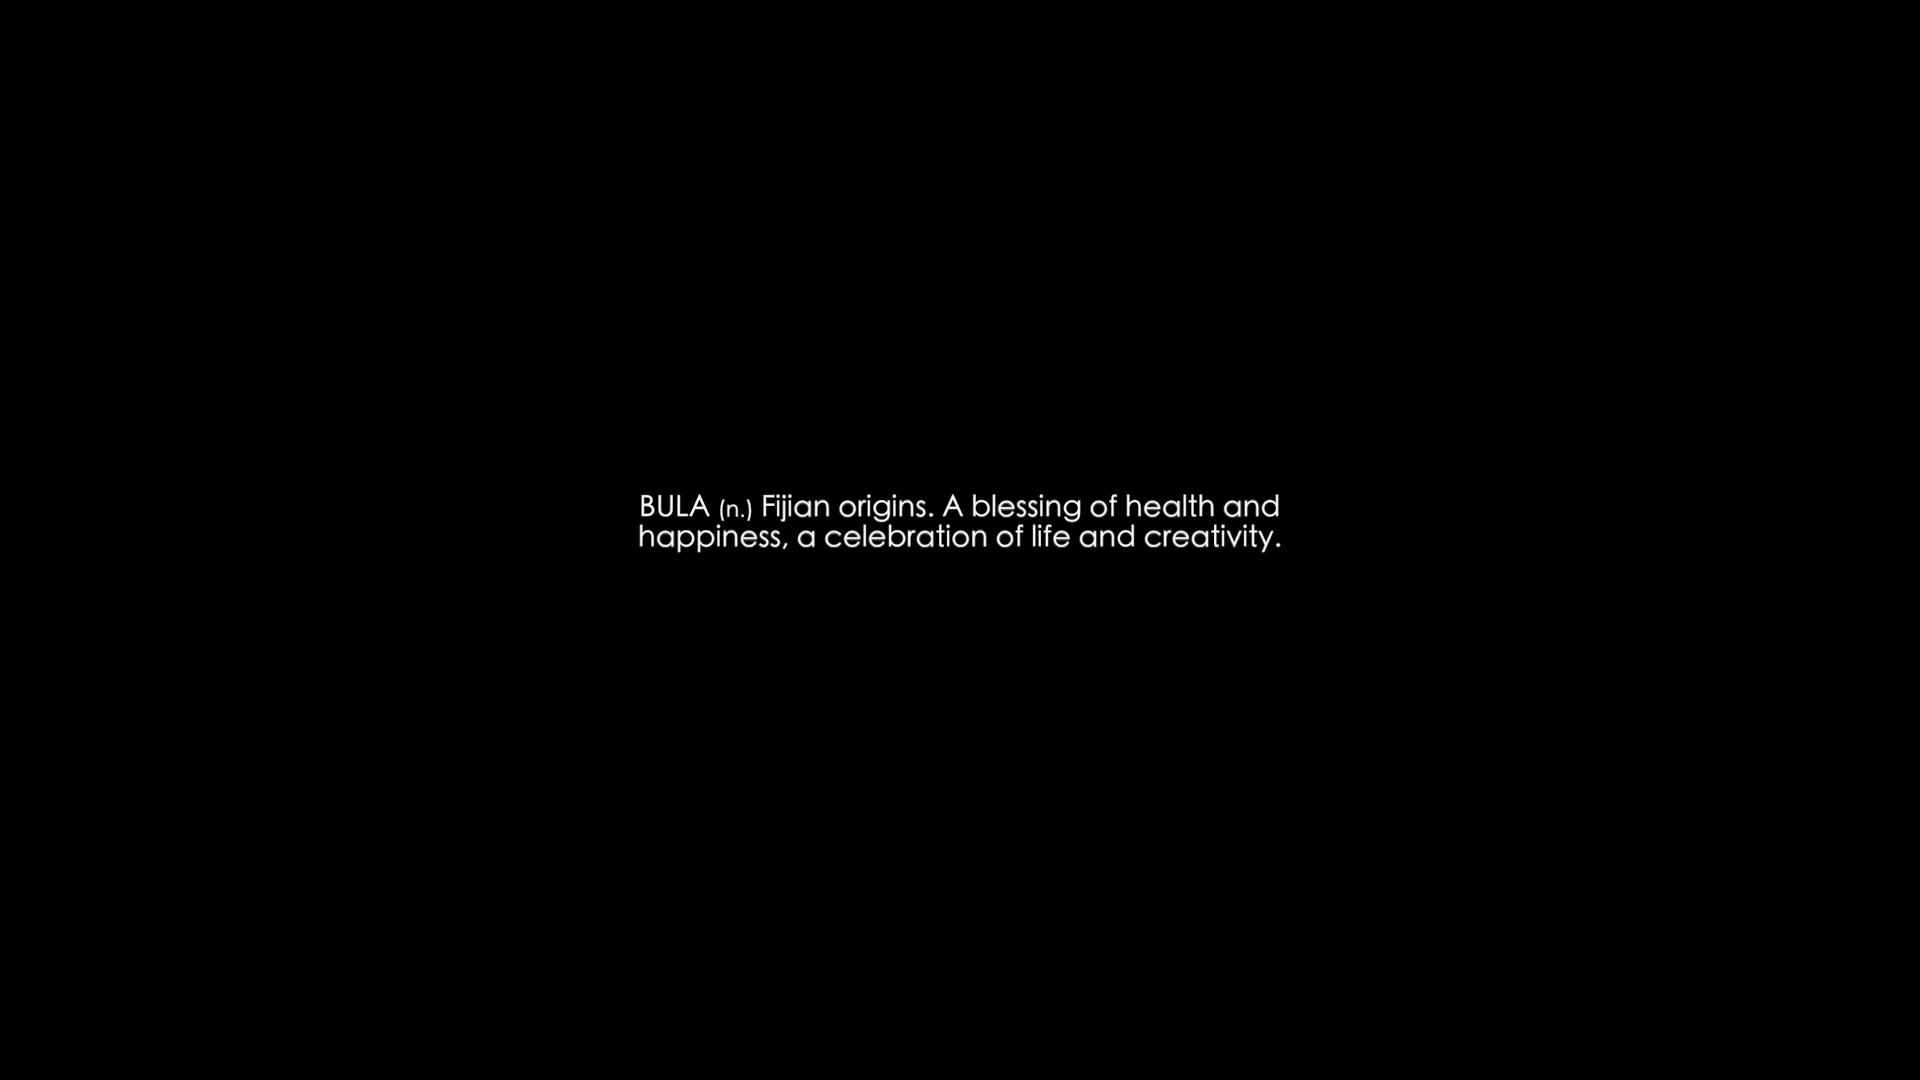 BULA (n.) Fijian origins. A blessing of health and
happiness, a celebration of life and creativity.